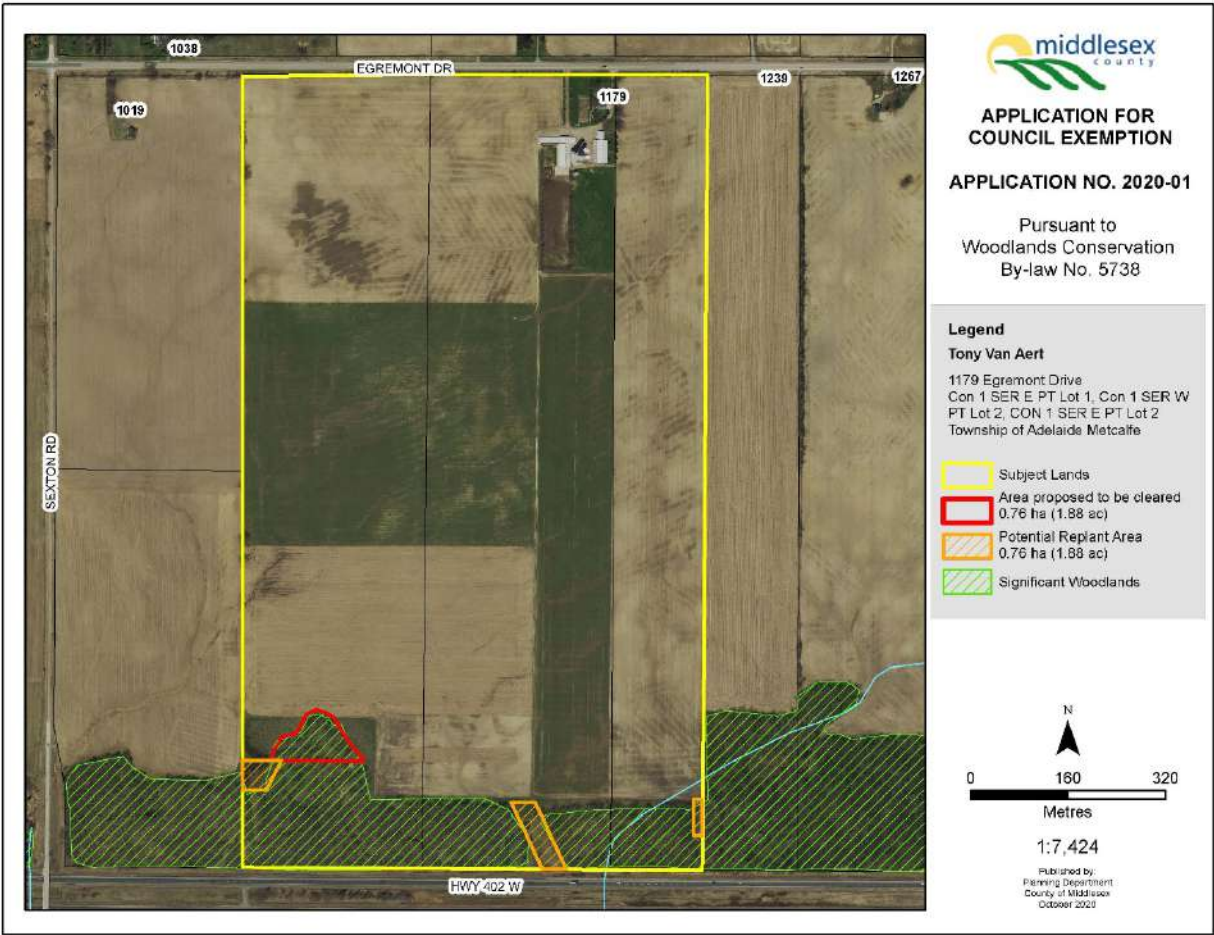 1038
EGREMONT DR
1239
1267
1179
1019
SEXTON RD
HWY 402 W
middlesex
county
APPLICATION FOR
COUNCIL EXEMPTION
APPLICATION NO. 2020-01
Pursuant to
Woodlands Conservation
By-law No. 5738
Legend
Tony Van Aert
1179 Egremont Drive
Con 1 SER E PT Lot 1, Con 1 SER W
PT Lot 2, CON 1 SER E PT Lot 2
Township of Adelaide Metcalfe
Subject Lands
Area proposed to be cleared
0.76 ha (1.88 ac)
Potential Replant Area
0.76 ha (1.88 ac)
Significant Woodlands
N
0 160 320
Metres
1:7,424
Published by:
Planning Department
County of Middlesex
October 2020